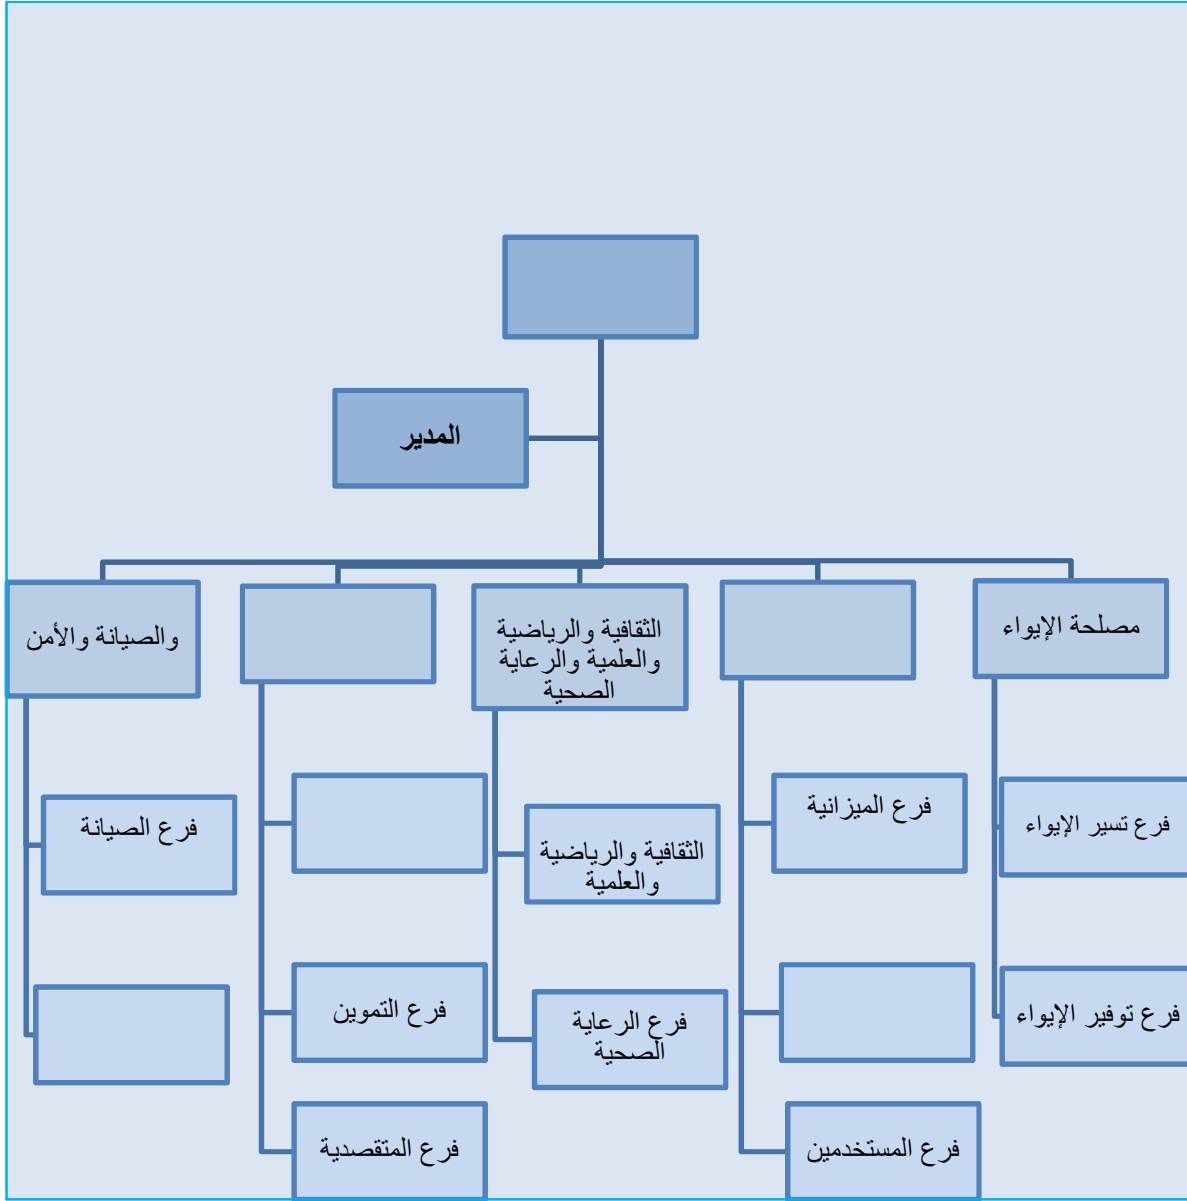 المدير
مصلحة الإيواء
الثقافية والرياضية
والعلمية والرعاية
الصحية
والصيانة والأمن
فرع تسير الإيواء
فرع توفير الإيواء
فرع الميزانية
فرع المستخدمين
الثقافية والرياضية
والعلمية
فرع الرعاية
الصحية
فرع التموين
فرع المتقصدية
فرع الصيانة